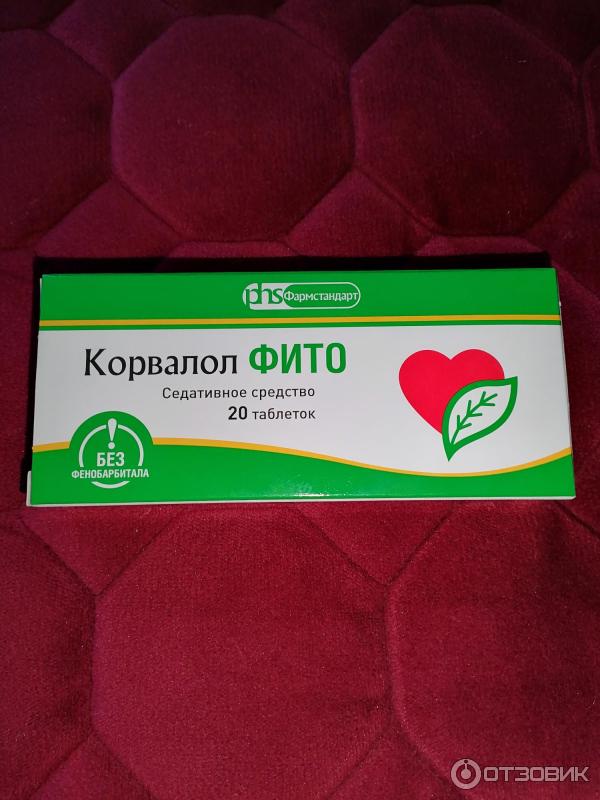 phs Фармстандарт
Корвалол ФИТО
Седативное средство
20 таблеток
БЕЗ
ФЕНОБАРБИТАЛА
ОТЗОВИК